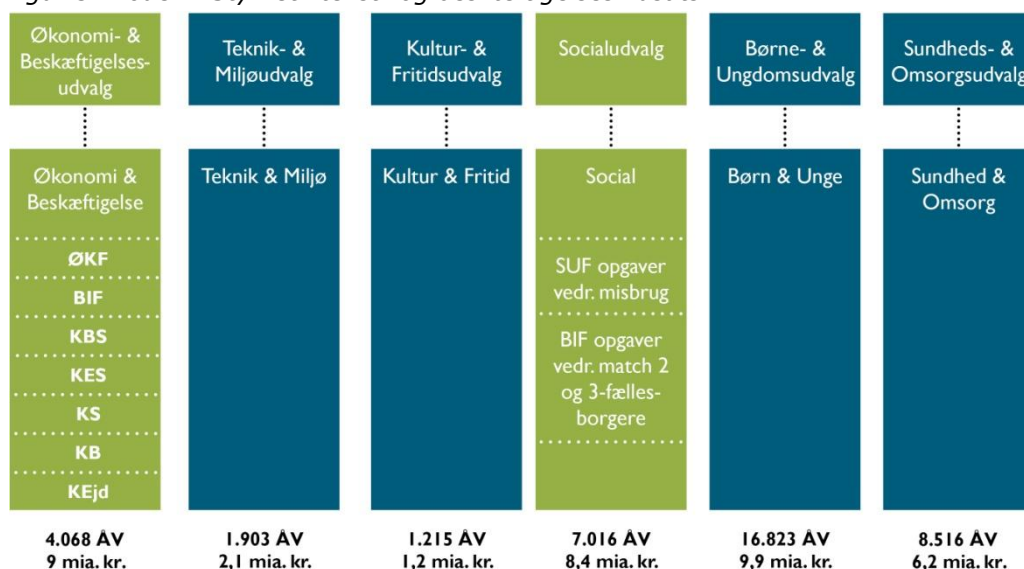 Økonomi- &
Beskæftigelses-
udvalg
Teknik- &
Miljøudvalg
Kultur- &
Fritidsudvalg
Socialudvalg
Børne- &
Ungdomsudvalg
Sundheds- &
Omsorgsudvalg
Økonomi &
Beskæftigelse
ØKF
BIF
KBS
KES
KS
KB
KEjd
Teknik & Miljø
Kultur & Fritid
Social
SUF opgaver
vedr. misbrug
BIF opgaver
vedr. match 2
og 3-fælles-
borgere
Børn & Unge
Sundhed &
Omsorg
4.068 ÅV
9 mia. kr.
1.903 ÅV
2,1 mia. kr.
1.215 ÅV
1,2 mia. kr.
7.016 ÅV
8,4 mia. kr.
16.823 ÅV
9,9 mia. kr.
8.516 ÅV
6,2 mia. kr.